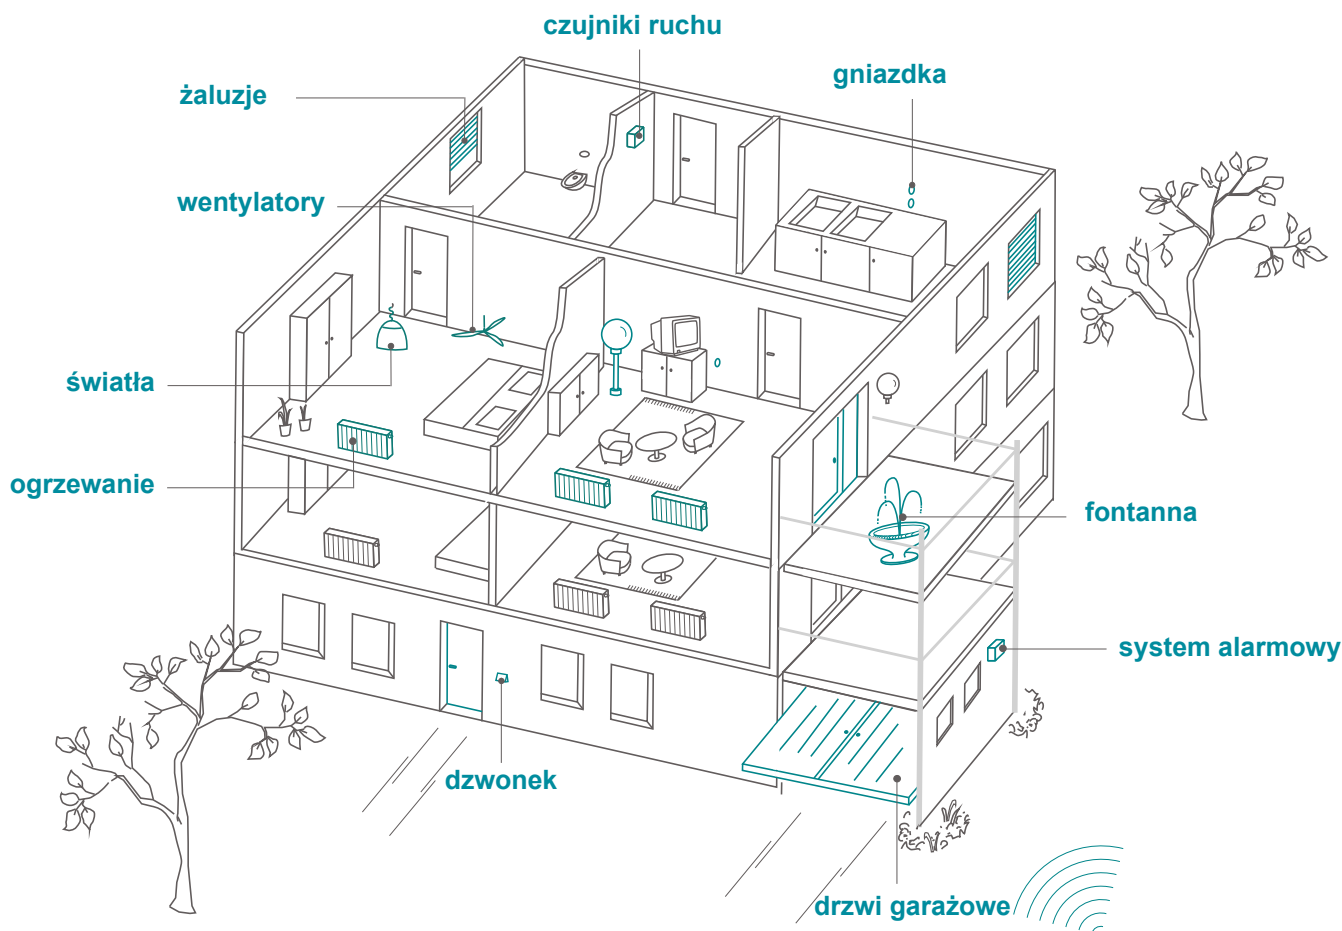 czujniki ruchu
gniazdka
żaluzje
wentylatory
światła
ogrzewanie
fontanna
system alarmowy
dzwonek
drzwi garażowe